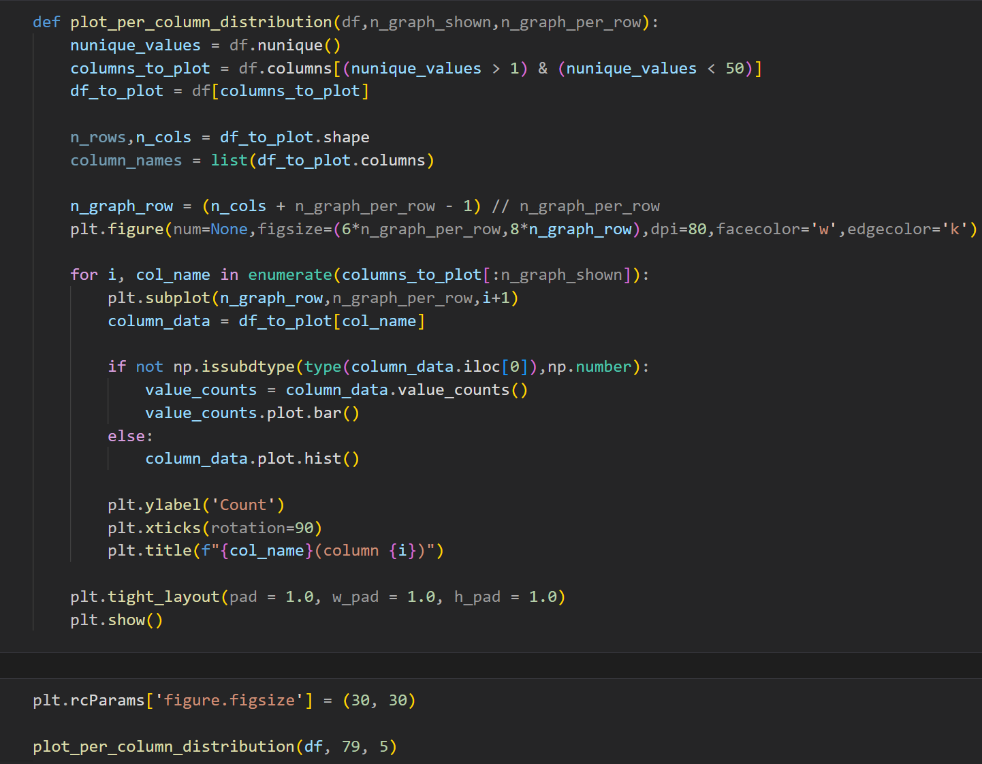 def plot_per_column_distribution(df,n_graph_shown,n_graph_per_row):
    nunique_values = df.nunique()
    columns_to_plot = df.columns[(nunique_values > 1) & (nunique_values < 50)]
    df_to_plot = df[columns_to_plot]

    n_rows,n_cols = df_to_plot.shape
    column_names = list(df_to_plot.columns)

    n_graph_row = (n_cols + n_graph_per_row - 1) // n_graph_per_row
    plt.figure(num=None,figsize=(6*n_graph_per_row,8*n_graph_row),dpi=80,facecolor='w',edgecolor='k')

    for i, col_name in enumerate(columns_to_plot[:n_graph_shown]):
        plt.subplot(n_graph_row,n_graph_per_row,i+1)
        column_data = df_to_plot[col_name]

        if not np.issubdtype(type(column_data.iloc[0]),np.number):
            value_counts = column_data.value_counts()
            value_counts.plot.bar()
        else:
            column_data.plot.hist()

        plt.ylabel('Count')
        plt.xticks(rotation=90)
        plt.title(f"{col_name}(column {i})")

    plt.tight_layout(pad = 1.0, w_pad = 1.0, h_pad = 1.0)
    plt.show()

plt.rcParams['figure.figsize'] = (30, 30)

plot_per_column_distribution(df, 79, 5)